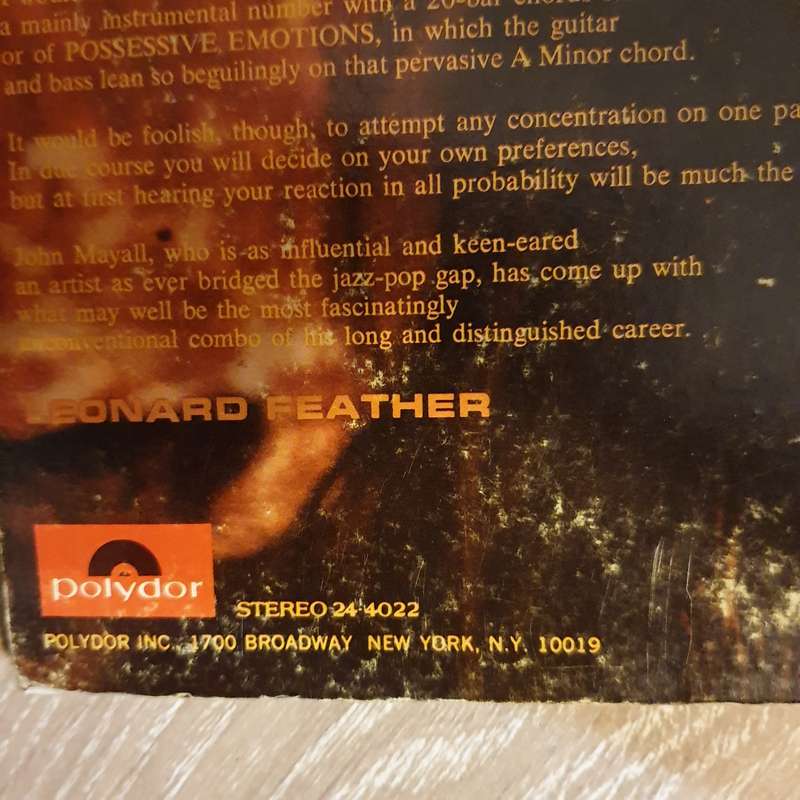 a mainly instrumental number with a 20-bar chorus
or of POSSESSIVE EMOTIONS, in which the guitar
and bass lean so beguilingly on that pervasive A Minor chord.
It would be foolish, though, to attempt any concentration on one pa
In due course you will decide on your own preferences,
but at first hearing your reaction in all probability will be much the
John Mayall, who is as influential and keen-eared
an artist as ever bridged the jazz-pop gap, has come up with
what may well be the most fascinatingly
unconventional combo of his long and distinguished career.
LEONARD FEATHER
polydor
STEREO 24-4022
POLYDOR INC. 1700 BROADWAY NEW YORK, N.Y. 10019